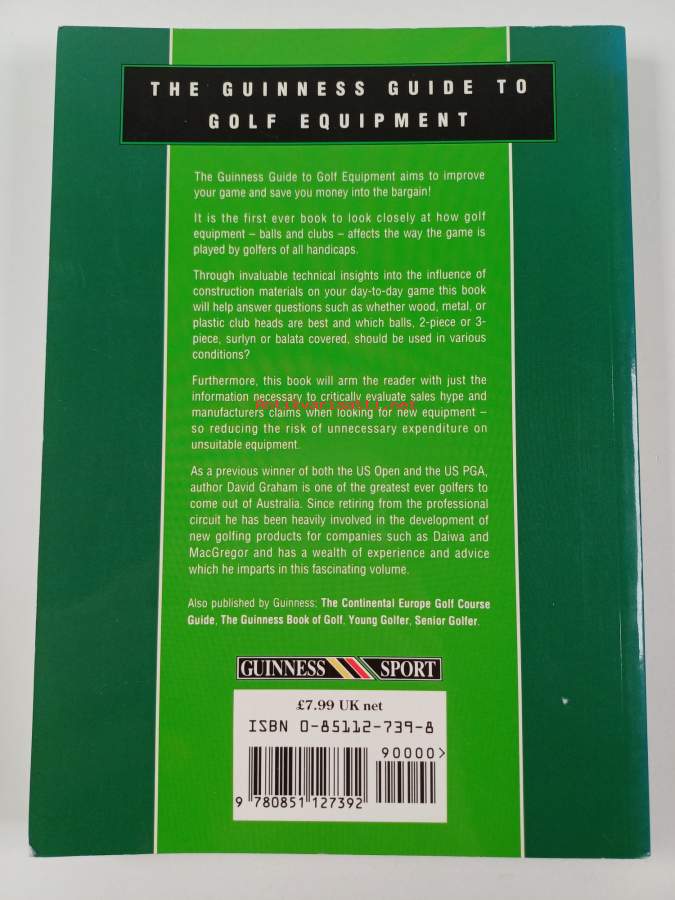 THE GUINNESS GUIDE TO
GOLF EQUIPMENT
The Guinness Guide to Golf Equipment aims to improve
your game and save you money into the bargain!
It is the first ever book to look closely at how golf
equipment – balls and clubs – affects the way the game is
played by golfers of all handicaps.
Through invaluable technical insights into the influence of
construction materials on your day-to-day game this book
will help answer questions such as whether wood, metal, or
plastic club heads are best and which balls, 2-piece or 3-
piece, surlyn or balata covered, should be used in various
conditions?
Furthermore, this book will arm the reader with just the
information necessary to critically evaluate sales hype and
Antikvariaatti.net
manufacturers claims when looking for new equipment –
so reducing the risk of unnecessary expenditure on
unsuitable equipment.
As a previous winner of both the US Open and the US PGA,
author David Graham is one of the greatest ever golfers to
come out of Australia. Since retiring from the professional
circuit he has been heavily involved in the development of
new golfing products for companies such as Daiwa and
MacGregor and has a wealth of experience and advice
which he imparts in this fascinating volume.
Also published by Guinness: The Continental Europe Golf Course
Guide, The Guinness Book of Golf, Young Golfer, Senior Golfer.
GUINNESS SPORT
£7.99 UK net
ISBN 0-85112-739-8
90000>
9 780851 127392